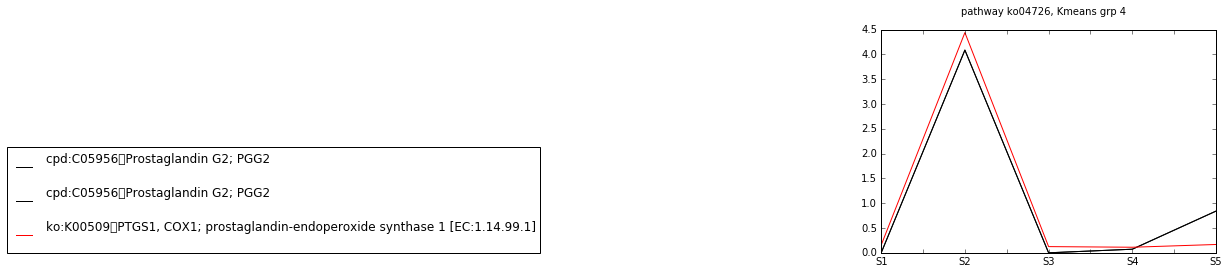 pathway ko04726, Kmeans grp 4
cpd:C05956▯Prostaglandin G2; PGG2
cpd:C05956▯Prostaglandin G2; PGG2
ko:K00509▯PTGS1, COX1; prostaglandin-endoperoxide synthase 1 [EC:1.14.99.1]
4.5
4.0
3.5
3.0
2.5
2.0
1.5
1.0
0.5
0.0
S1 S2 S3 S4 S5